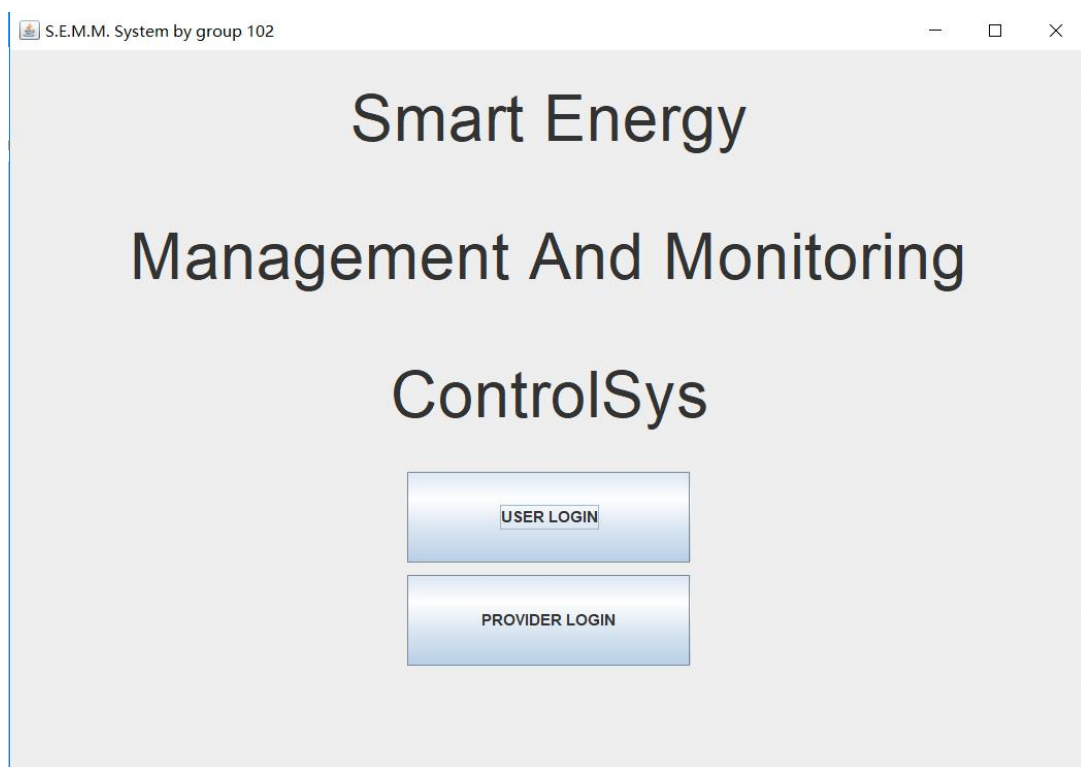 S.E.M.M. System by group 102
Smart Energy
Management And Monitoring
ControlSys
USER LOGIN
PROVIDER LOGIN